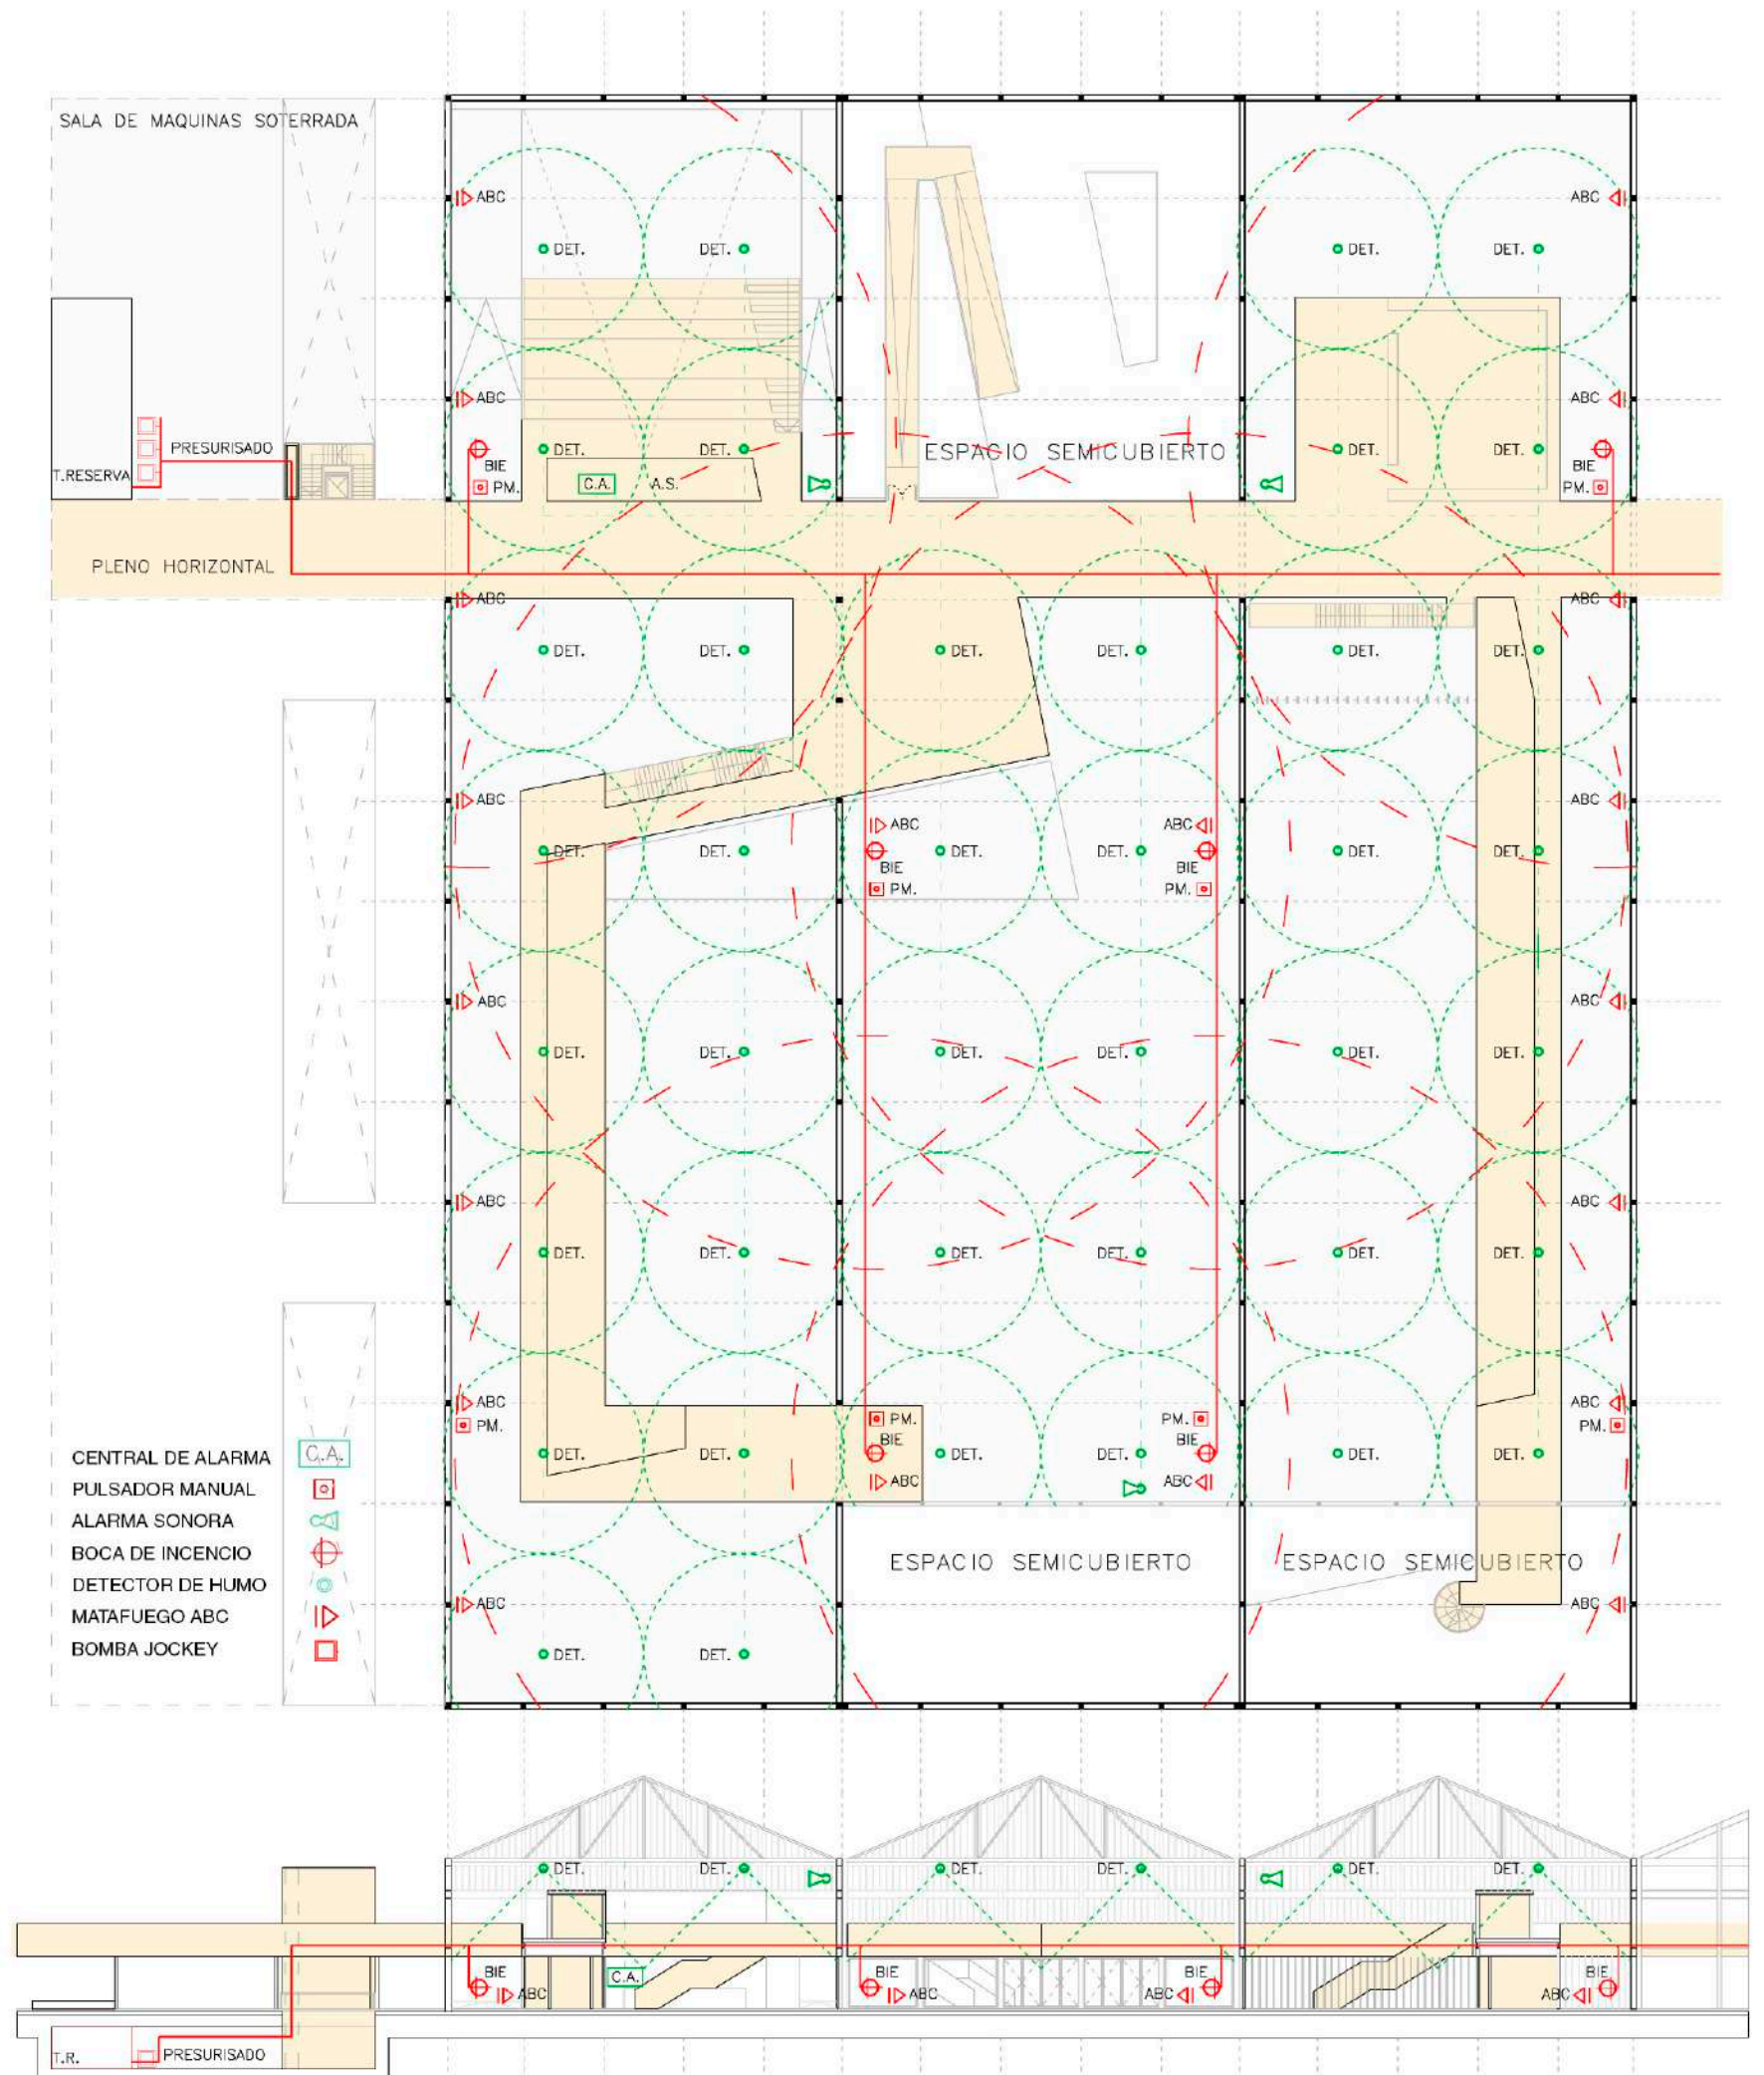 SALA DE MAQUINAS SOTERRADA
ABC
ABC
DET.
DET.
DET.
DET.
ABC
ABC
PRESURISADO
DET.
DET.
ESPACIO SEMICUBIERTO
DET.
DET.
BIE
BIE
T.RESERVA
PM.
C.A.
A.S.
PM.
PLENO HORIZONTAL
ABC
ABC
DET.
DET.
DET.
DET.
DET.
DET.
ABC
ABC
ABC
ABC
DET.
DET.
DET.
DET.
DET.
DET.
BIE
BIE
PM.
PM.
ABC
ABC
DET.
DET.
DET.
DET.
DET.
DET.
ABC
ABC
DET.
DET.
DET.
DET.
DET.
DET.
ABC
ABC
PM.
PM.
PM.
PM.
BIE
BIE
DET.
DET.
DET.
DET.
DET.
DET.
ABC
ABC
CENTRAL DE ALARMA
C.A.
PULSADOR MANUAL
ALARMA SONORA
BOCA DE INCENCIO
DETECTOR DE HUMO
MATAFUEGO ABC
BOMBA JOCKEY
ESPACIO SEMICUBIERTO
ESPACIO SEMICUBIERTO
ABC
ABC
DET.
DET.
DET.
DET.
DET.
DET.
DET.
DET.
BIE
C.A.
BIE
BIE
BIE
ABC
ABC
ABC
ABC
T.R.
PRESURISADO